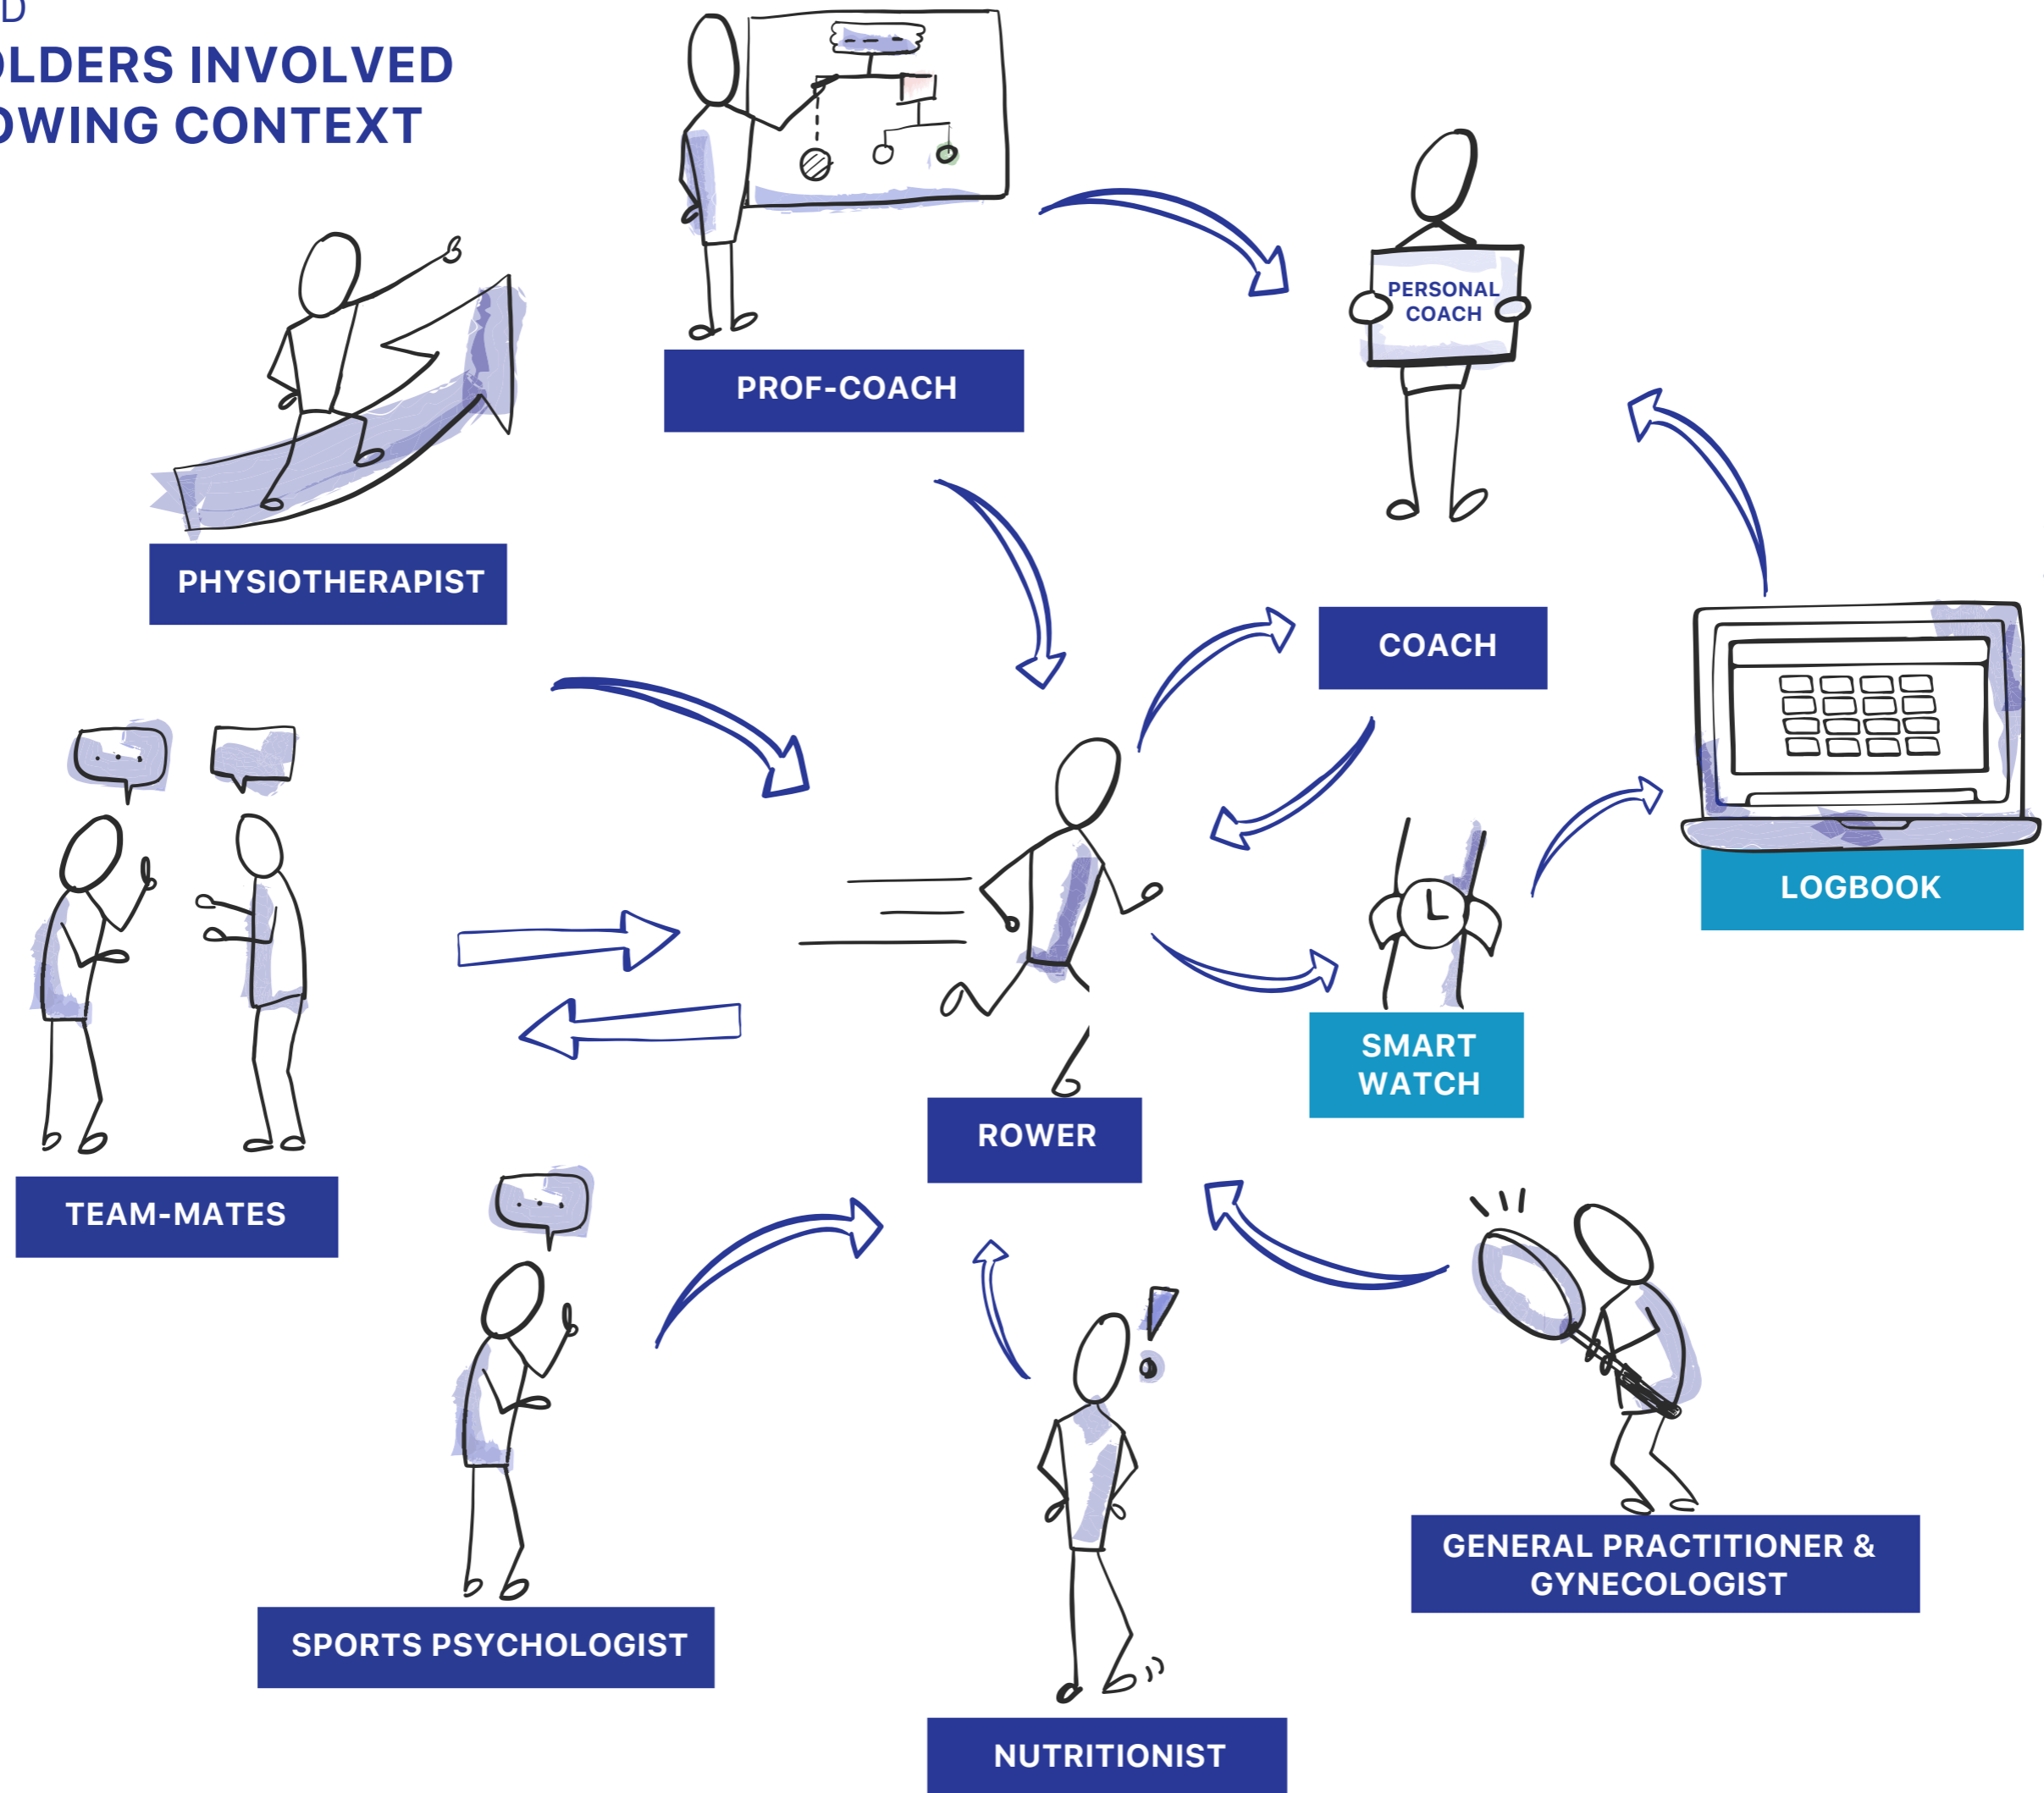 D
OLDERS INVOLVED
OWING CONTEXT
PERSONAL
COACH
PROF-COACH
PHYSIOTHERAPIST
COACH
LOGBOOK
SMART
WATCH
ROWER
TEAM-MATES
GENERAL PRACTITIONER &
GYNECOLOGIST
SPORTS PSYCHOLOGIST
NUTRITIONIST